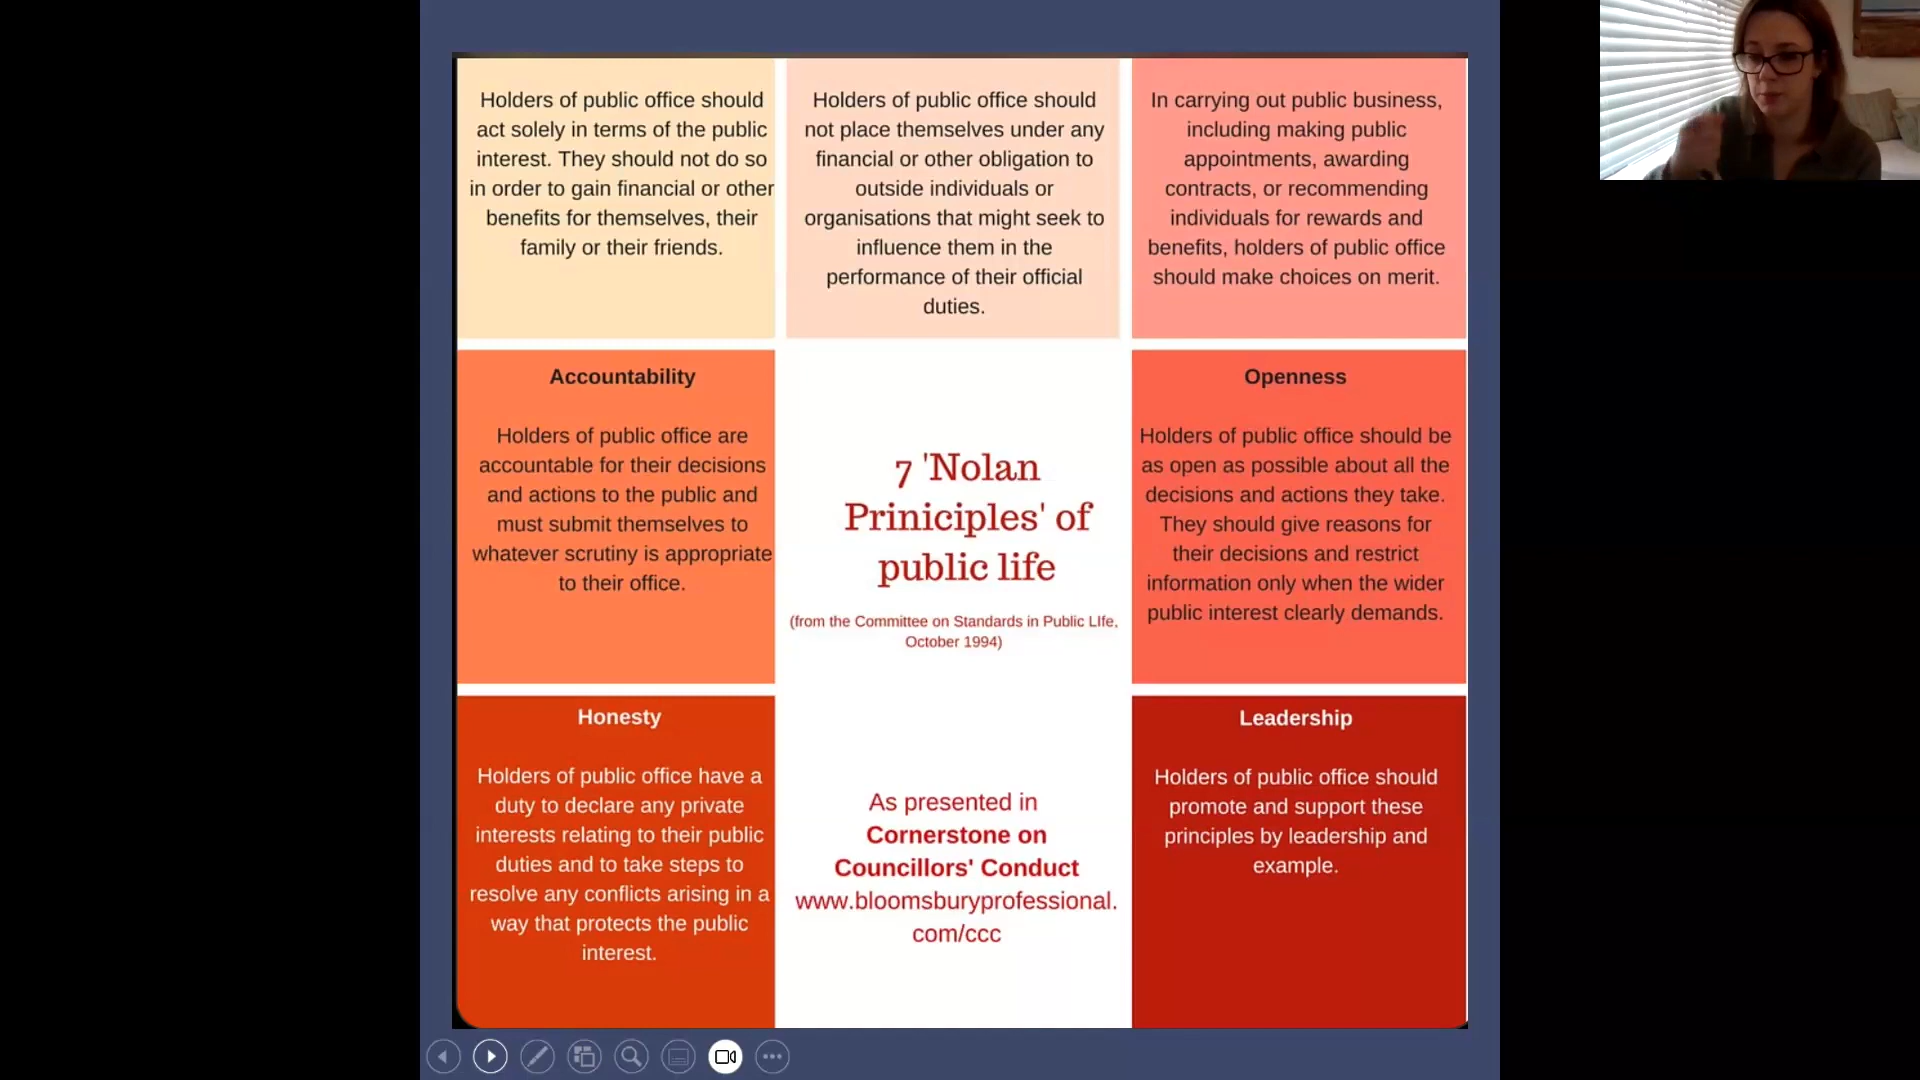 Holders of public office should
act solely in terms of the public
interest. They should not do so
in order to gain financial or other
benefits for themselves, their
family or their friends.
Holders of public office should
not place themselves under any
financial or other obligation to
outside individuals or
organisations that might seek to
influence them in the
performance of their official
duties.
In carrying out public business,
including making public
appointments, awarding
contracts, or recommending
individuals for rewards and
benefits, holders of public office
should make choices on merit.
Accountability
Holders of public office are
accountable for their decisions
and actions to the public and
must submit themselves to
whatever scrutiny is appropriate
to their office.
7 'Nolan
Priniciples' of
public life
(from the Committee on Standards in Public LIfe,
October 1994)
Openness
Holders of public office should be
as open as possible about all the
decisions and actions they take.
They should give reasons for
their decisions and restrict
information only when the wider
public interest clearly demands.
Honesty
Holders of public office have a
duty to declare any private
interests relating to their public
duties and to take steps to
resolve any conflicts arising in a
way that protects the public
interest.
As presented in
Cornerstone on
Councillors' Conduct
www.bloomsburyprofessional.
com/ccc
Leadership
Holders of public office should
promote and support these
principles by leadership and
example.